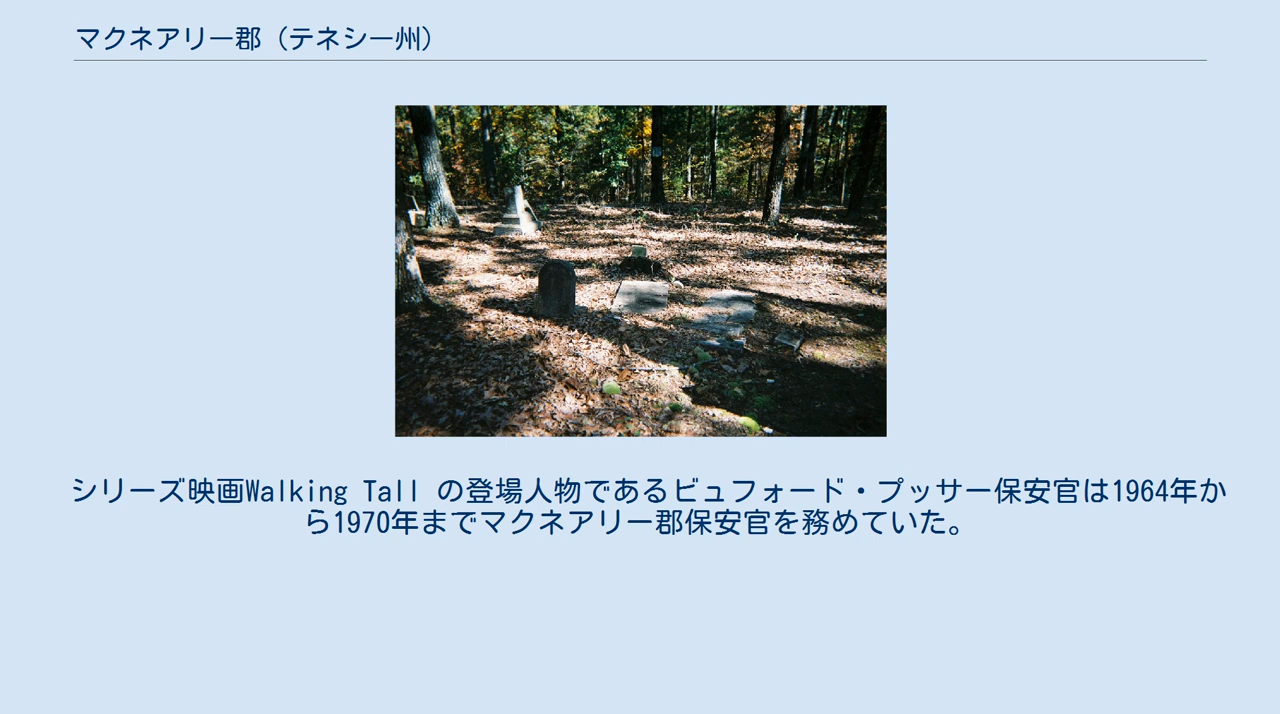 マクネアリー郡（テネシー州）
シリーズ映画Walking Tall の登場人物であるビュフォード・プッサー保安官は1964年か
ら1970年までマクネアリー郡保安官を務めていた。